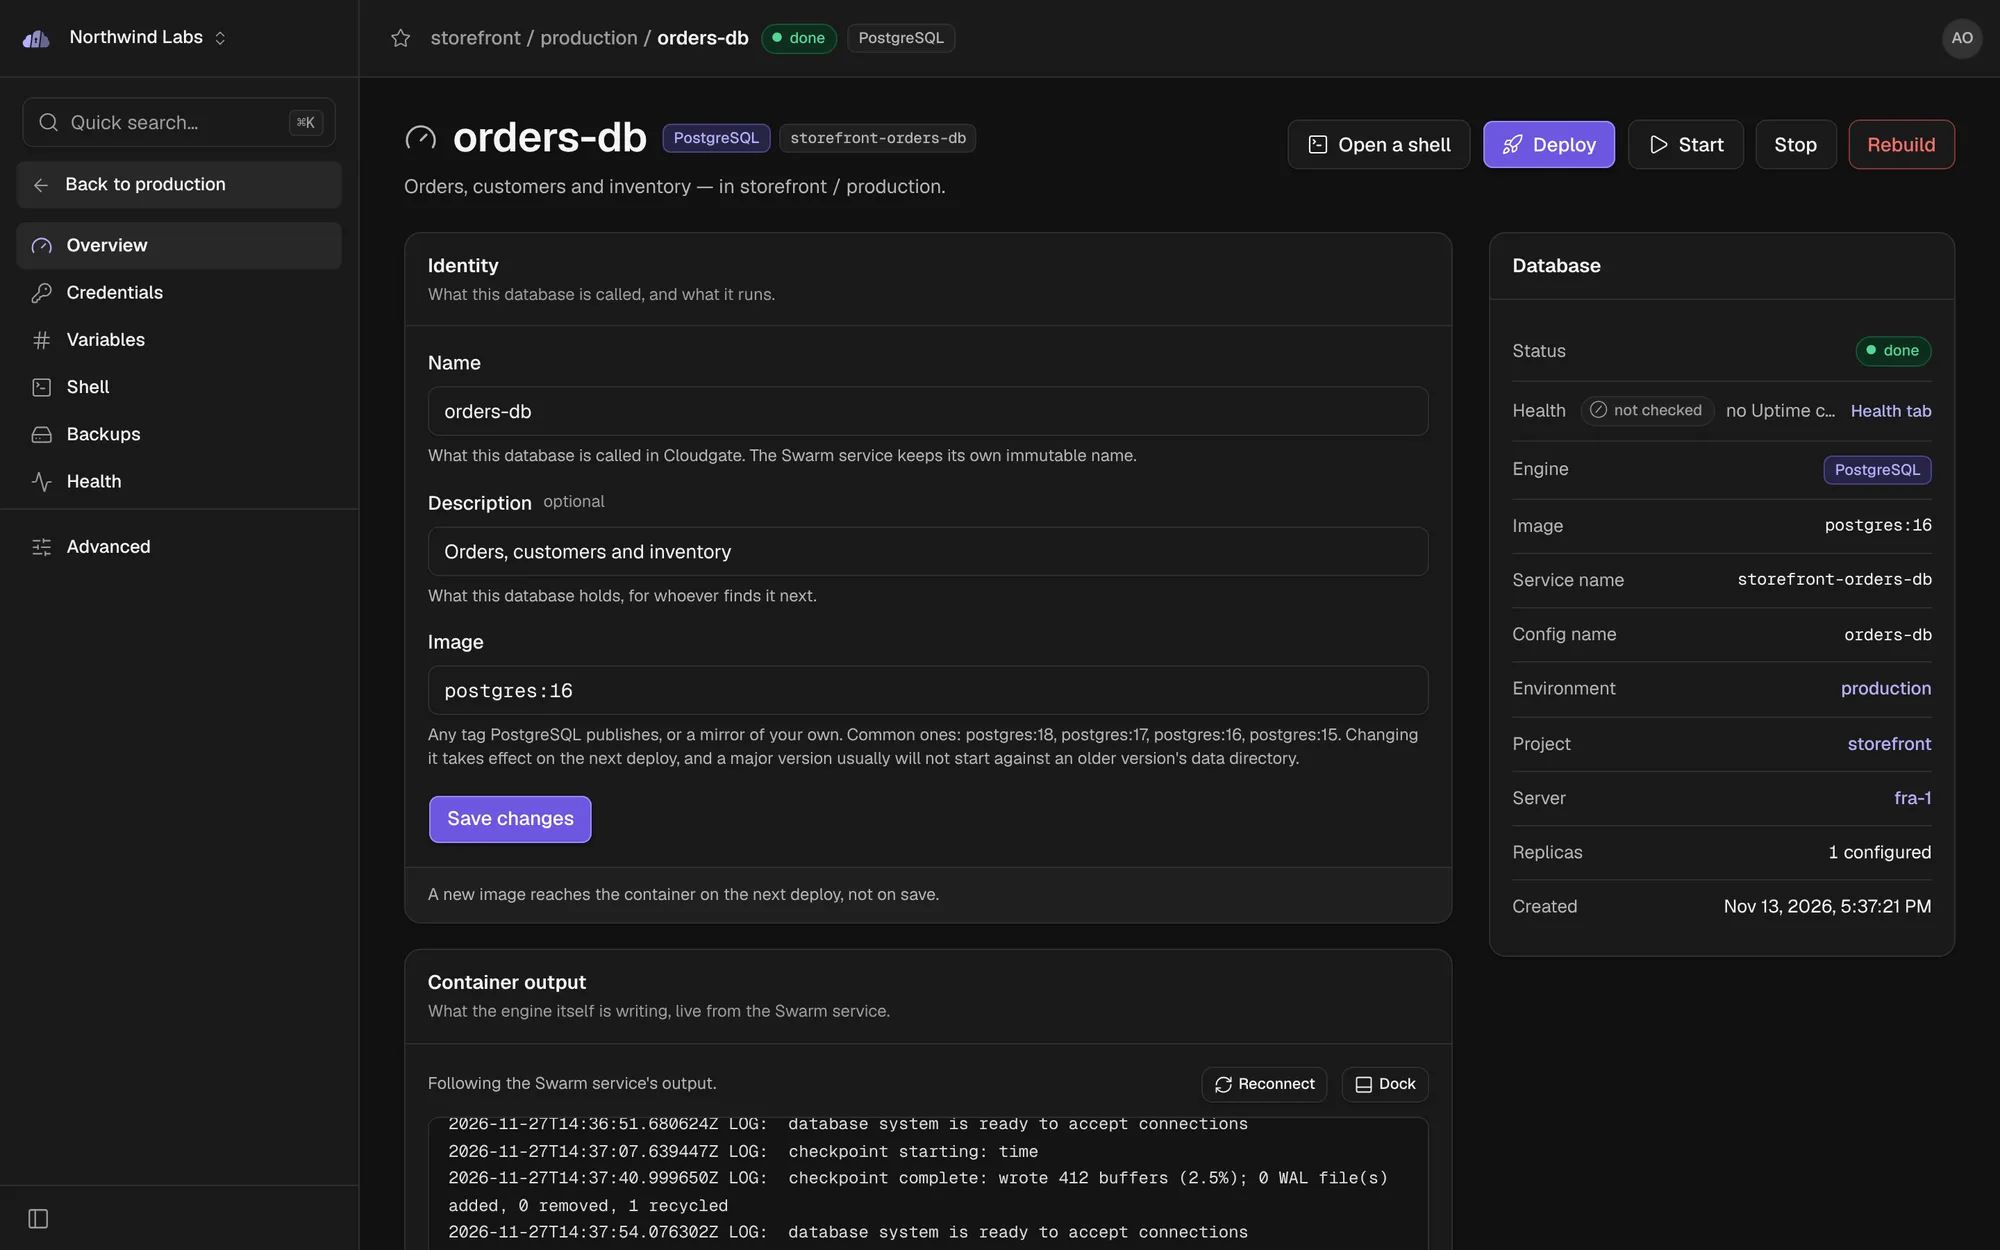 Northwind Labs
storefront / production / orders-db
done
PostgreSQL
AO
Quick search...
⌘K
Back to production
Overview
Credentials
Variables
Shell
Backups
Health
Advanced
orders-db
PostgreSQL
storefront-orders-db
Orders, customers and inventory — in storefront / production.
Open a shell
Deploy
Start
Stop
Rebuild
Identity
What this database is called, and what it runs.
Name
orders-db
What this database is called in Cloudgate. The Swarm service keeps its own immutable name.
Description optional
Orders, customers and inventory
What this database holds, for whoever finds it next.
Image
postgres:16
Any tag PostgreSQL publishes, or a mirror of your own. Common ones: postgres:18, postgres:17, postgres:16, postgres:15. Changing
it takes effect on the next deploy, and a major version usually will not start against an older version's data directory.
Save changes
A new image reaches the container on the next deploy, not on save.
Container output
What the engine itself is writing, live from the Swarm service.
Following the Swarm service's output.
Reconnect
Dock
2026-11-27T14:36:51.680624Z LOG:  database system is ready to accept connections
2026-11-27T14:37:07.639447Z LOG:  checkpoint starting: time
2026-11-27T14:37:40.999650Z LOG:  checkpoint complete: wrote 412 buffers (2.5%); 0 WAL file(s)
added, 0 removed, 1 recycled
2026-11-27T14:37:54.076302Z LOG:  database system is ready to accept connections
Database
Status done
Health not checked no Uptime c... Health tab
Engine PostgreSQL
Image postgres:16
Service name storefront-orders-db
Config name orders-db
Environment production
Project storefront
Server fra-1
Replicas 1 configured
Created Nov 13, 2026, 5:37:21 PM